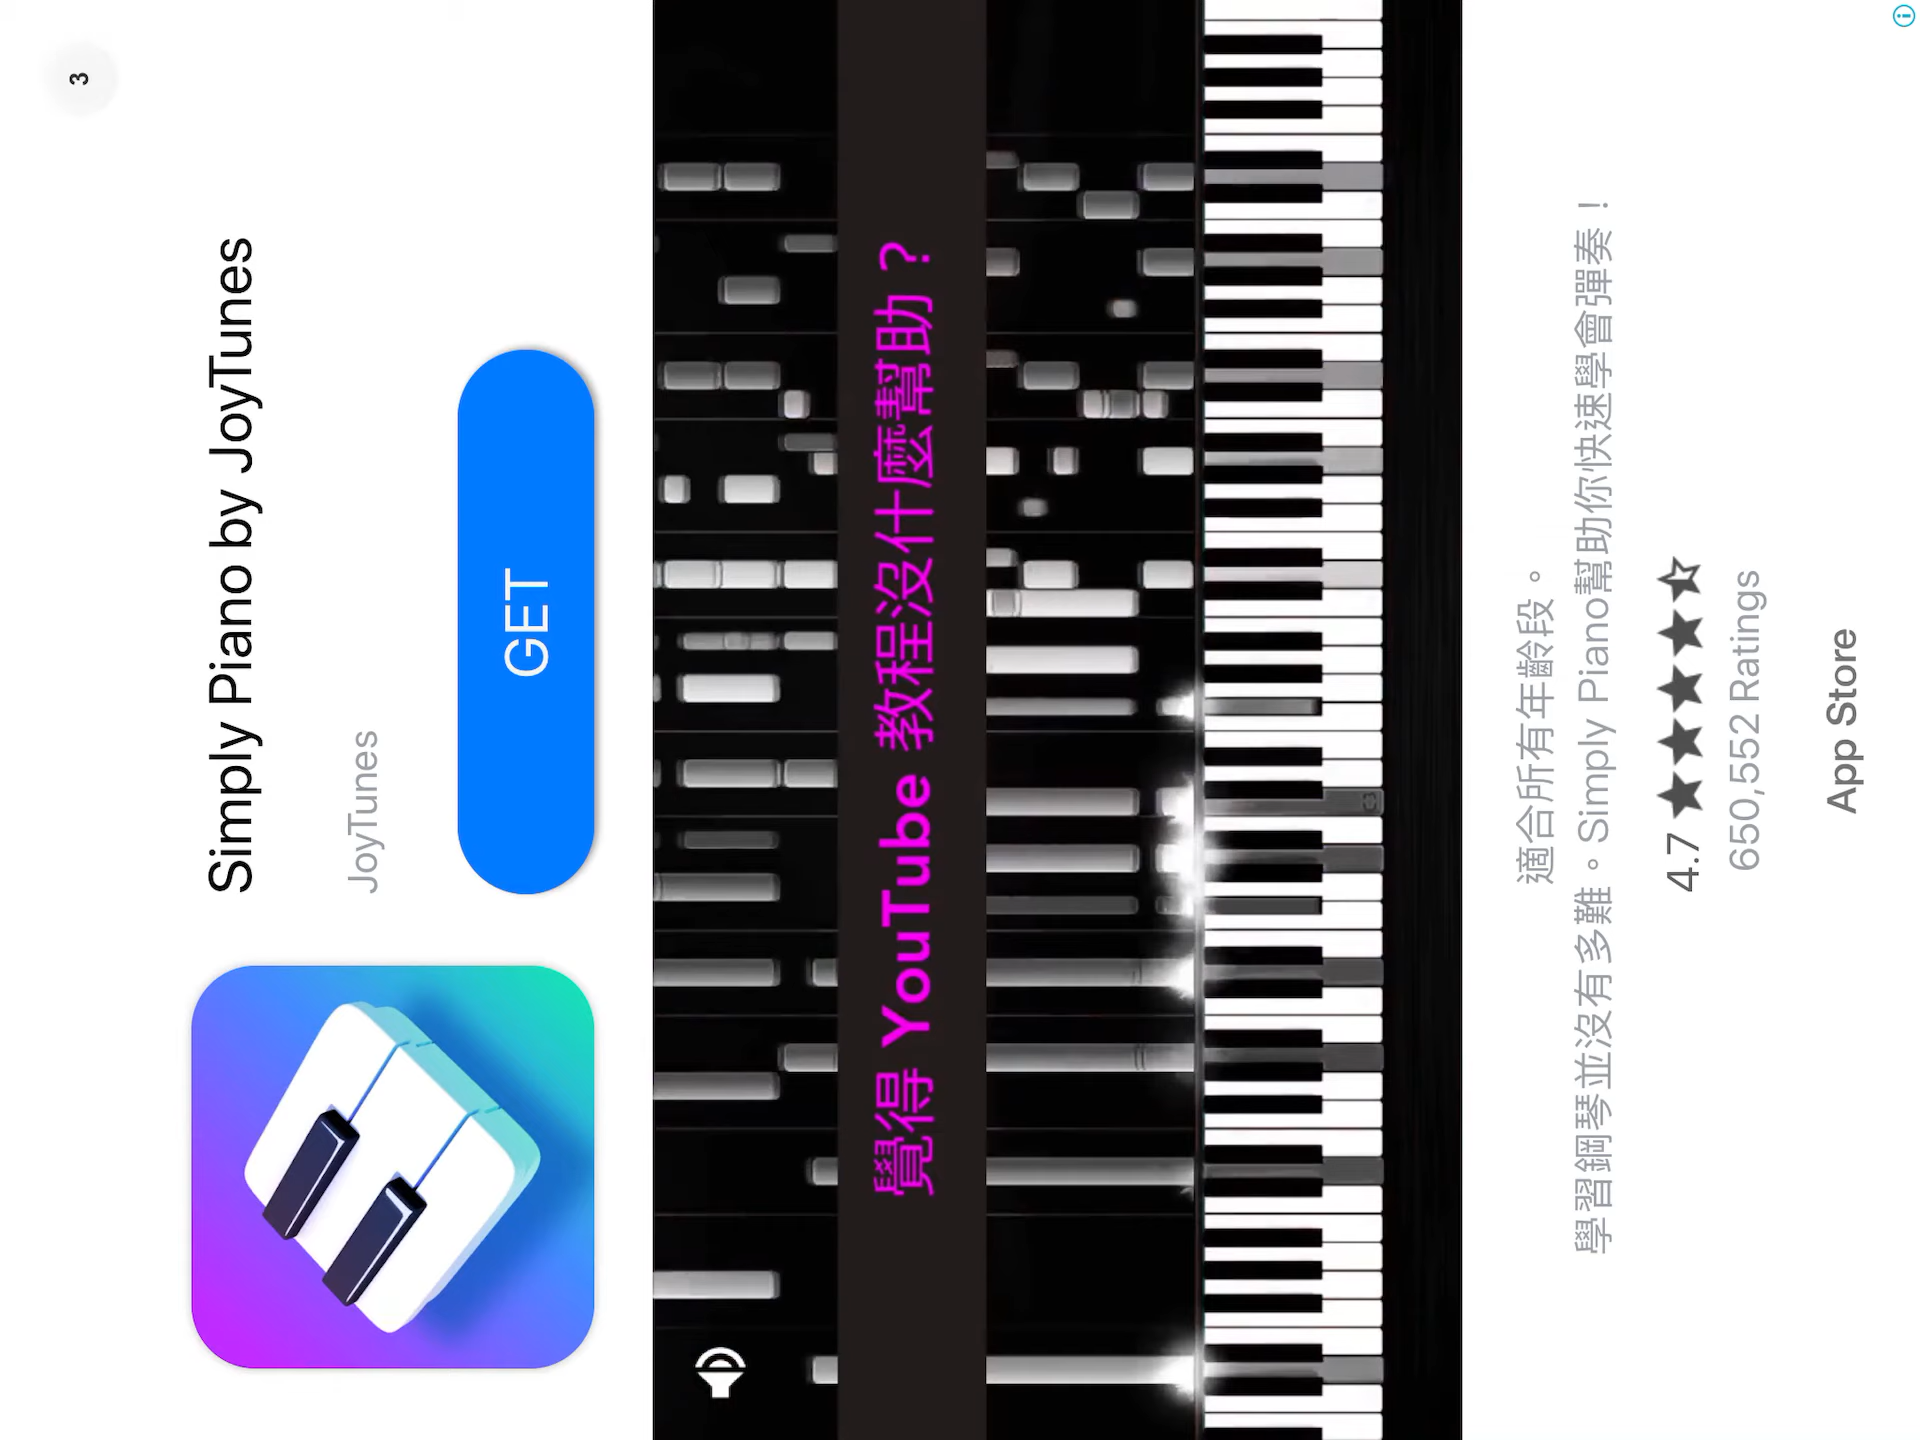 3
Simply Piano by JoyTunes
JoyTunes
GET
覺得 YouTube 教程沒什麼幫助？
適合所有年齡段。
學習鋼琴並沒有多難。Simply Piano幫助你快速學會彈奏！
4.7
650,552 Ratings
App Store